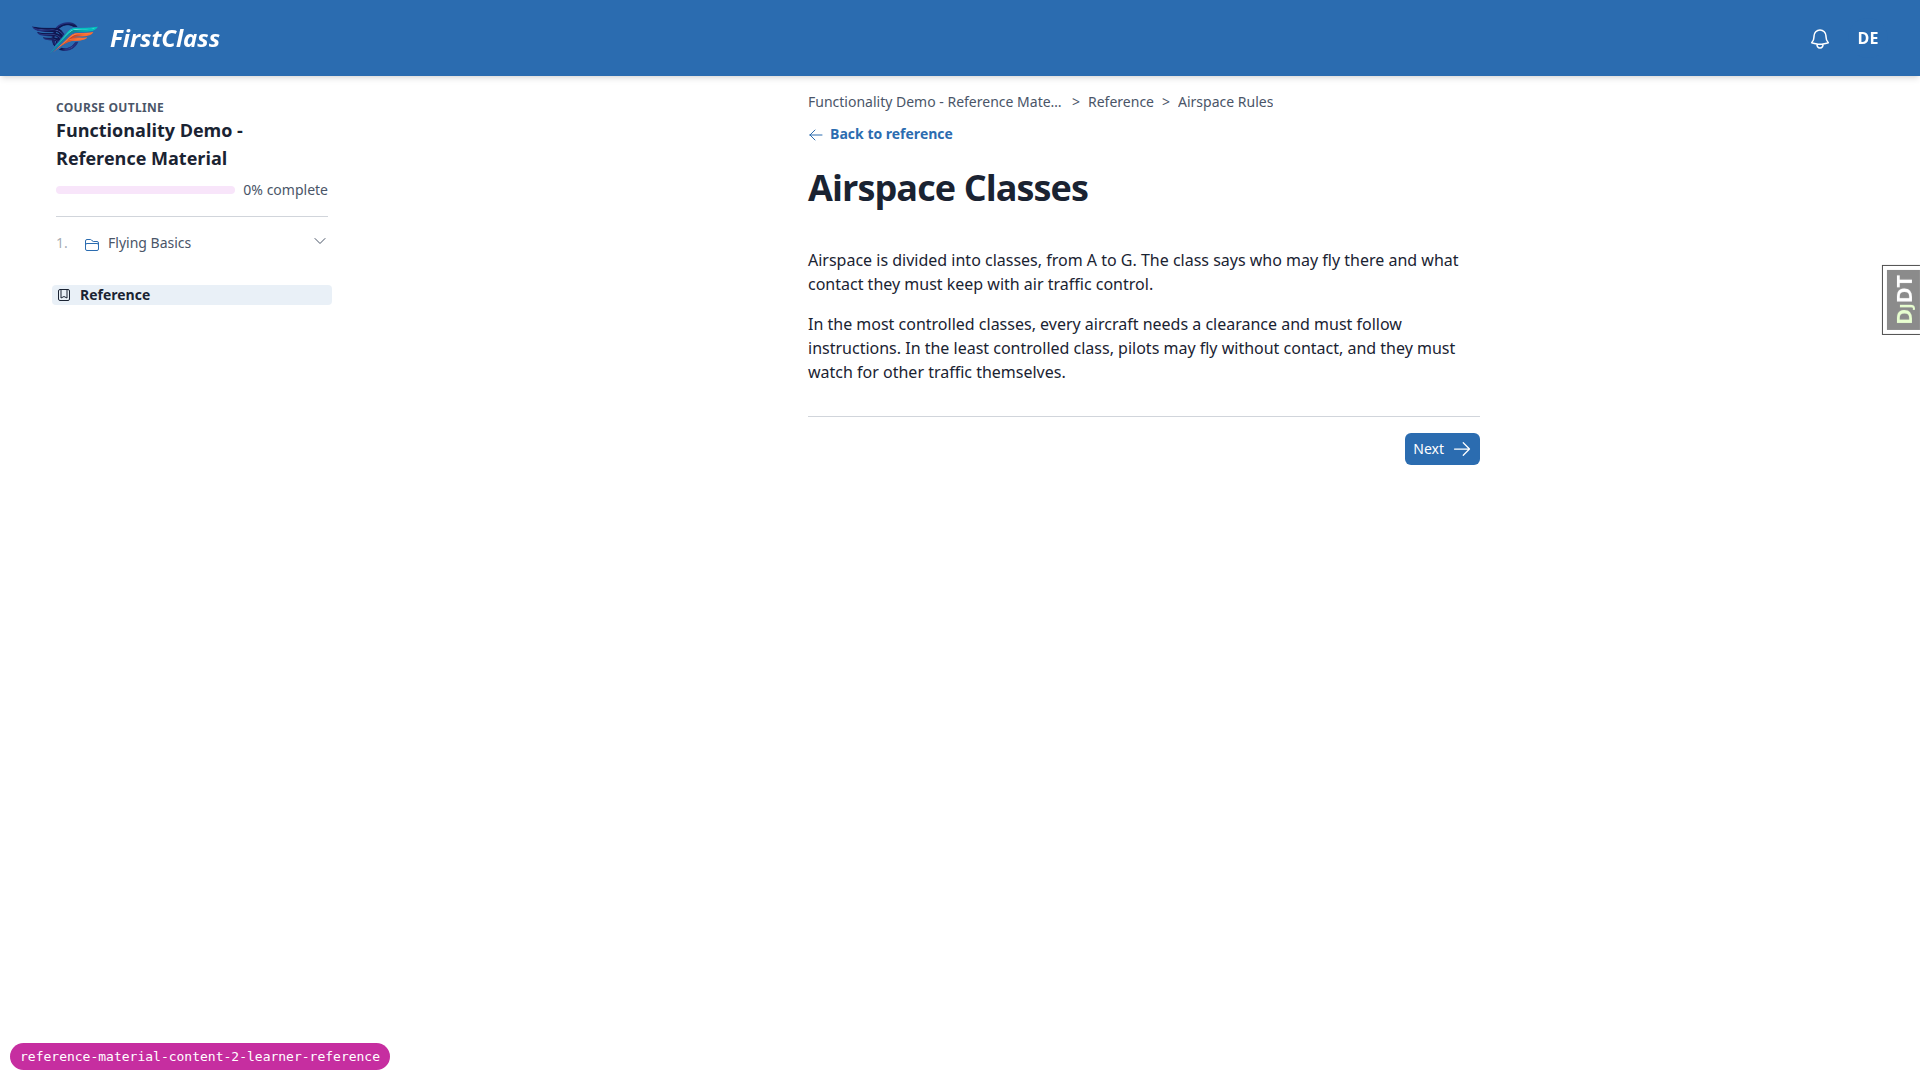 FirstClass
DE
COURSE OUTLINE
Functionality Demo -
Reference Material
0% complete
1. Flying Basics
Reference
Functionality Demo - Reference Mate... > Reference > Airspace Rules
Back to reference
Airspace Classes
Airspace is divided into classes, from A to G. The class says who may fly there and what
contact they must keep with air traffic control.
In the most controlled classes, every aircraft needs a clearance and must follow
instructions. In the least controlled class, pilots may fly without contact, and they must
watch for other traffic themselves.
Next
DJDT
reference-material-content-2-learner-reference